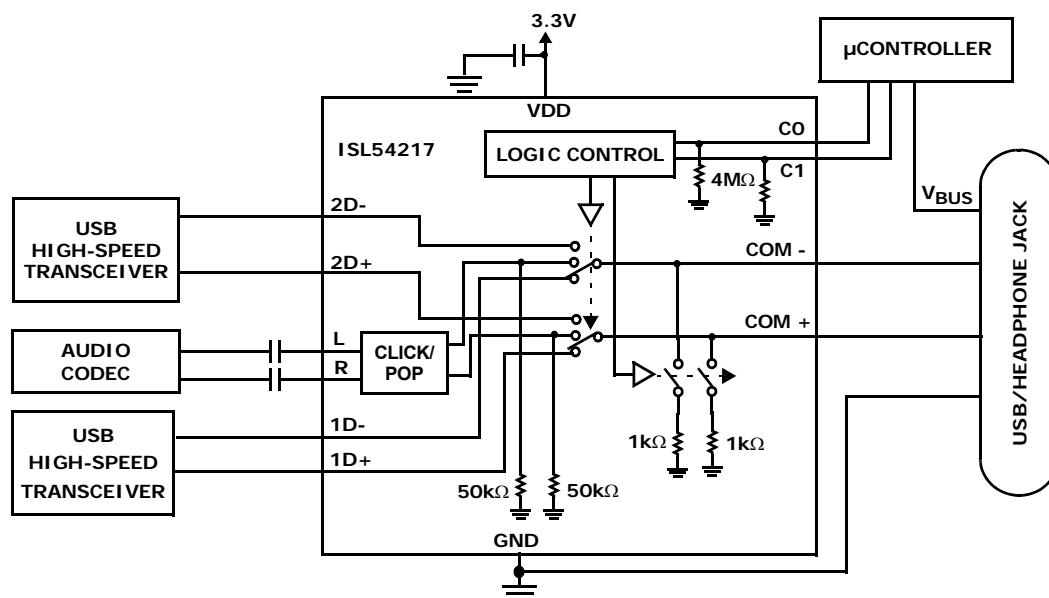 3.3V
µCONTROLLER
VDD
ISL54217
LOGIC CONTROL
C0
C1
4MΩ
VBUS
USB/HEADPHONE JACK
USB
HIGH-SPEED
TRANSCEIVER
2D-
2D+
COM -
COM +
AUDIO
CODEC
L
R
CLICK/
POP
USB
HIGH-SPEED
TRANSCEIVER
1D-
1D+
50kΩ
50kΩ
1kΩ
1kΩ
GND